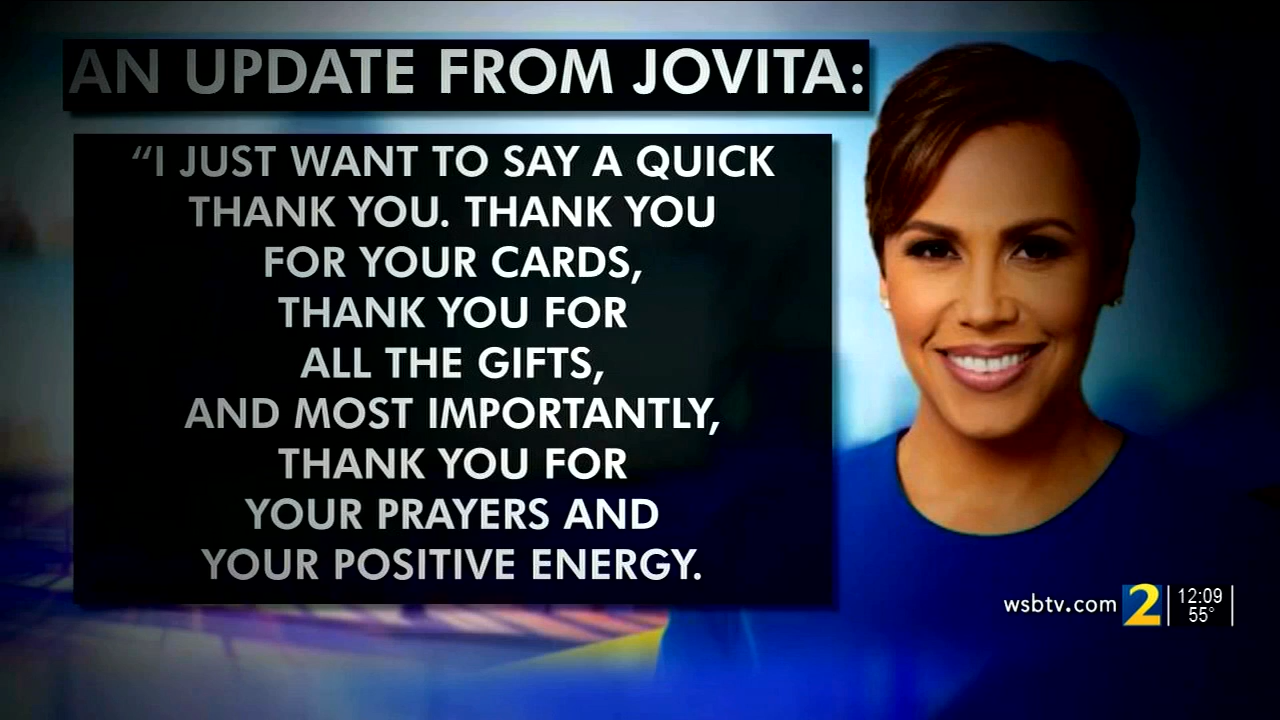 AN UPDATE FROM JOVITA:
“I JUST WANT TO SAY A QUICK
THANK YOU. THANK YOU
FOR YOUR CARDS,
THANK YOU FOR
ALL THE GIFTS,
AND MOST IMPORTANTLY,
THANK YOU FOR
YOUR PRAYERS AND
YOUR POSITIVE ENERGY.
wsbtv.com 2 12:09
55°